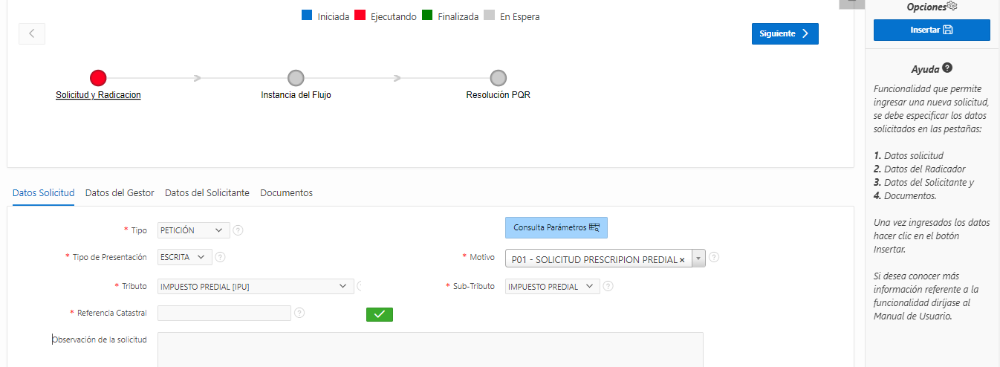 Iniciada Ejecutando Finalizada En Espera
Siguiente
Solicitud y Radicacion
Instancia del Flujo
Resolución PQR
Opciones
Insertar
Ayuda
Funcionalidad que permite
ingresar una nueva solicitud,
se debe especificar los datos
solicitados en las pestañas:
1. Datos solicitud
2. Datos del Radicador
3. Datos del Solicitante y
4. Documentos.
Una vez ingresados los datos
hacer clic en el botón
Insertar.
Si desea conocer más
información referente a la
funcionalidad diríjase al
Manual de Usuario.
Datos Solicitud Datos del Gestor Datos del Solicitante Documentos
* Tipo PETICIÓN ? Consulta Parámetros
* Tipo de Presentación ESCRITA ? * Motivo P01 - SOLICITUD PRESCRIPION PREDIAL × ?
* Tributo IMPUESTO PREDIAL [IPU] * Sub-Tributo IMPUESTO PREDIAL ?
* Referencia Catastral ?
Observación de la solicitud